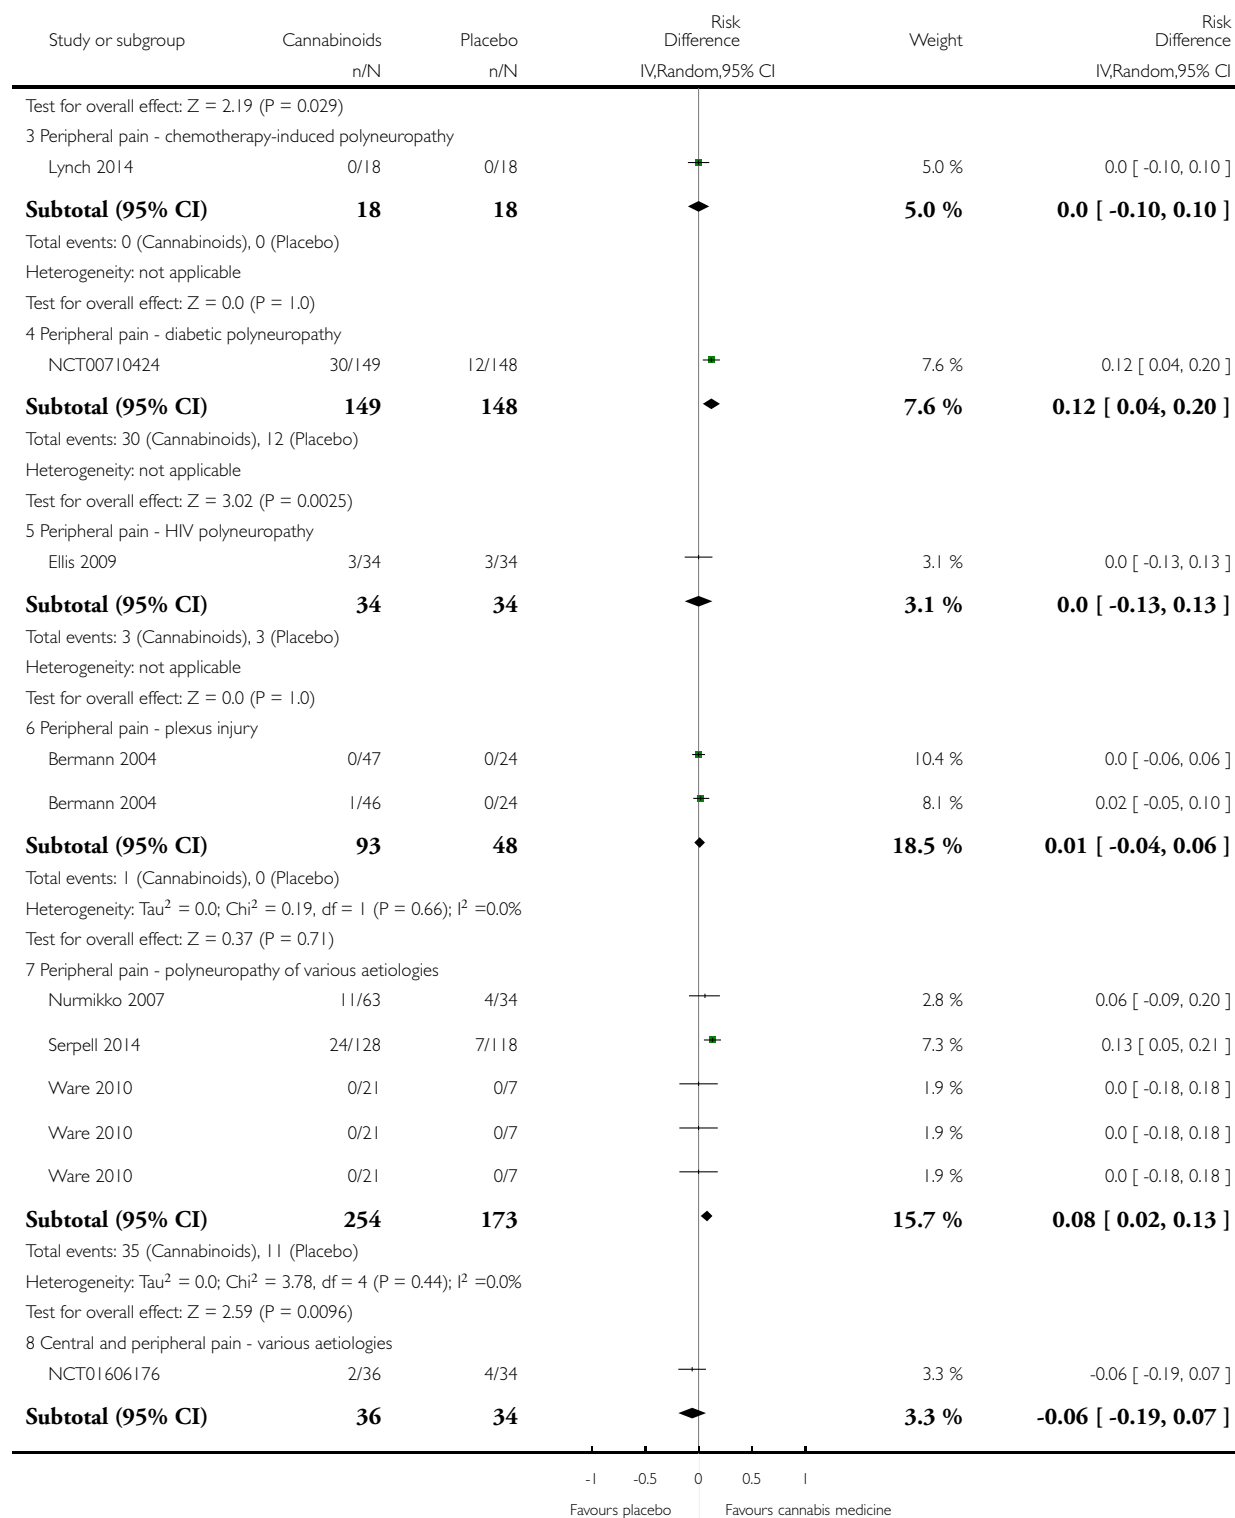 Study or subgroup Cannabinoids Placebo Risk Difference Weight Risk Difference
n/N n/N IV,Random,95% CI IV,Random,95% CI
Test for overall effect: Z = 2.19 (P = 0.029)
3 Peripheral pain - chemotherapy-induced polyneuropathy
Lynch 2014 0/18 0/18 5.0 % 0.0 [ -0.10, 0.10 ]
Subtotal (95% CI) 18 18 5.0 % 0.0 [ -0.10, 0.10 ]
Total events: 0 (Cannabinoids), 0 (Placebo)
Heterogeneity: not applicable
Test for overall effect: Z = 0.0 (P = 1.0)
4 Peripheral pain - diabetic polyneuropathy
NCT00710424 30/149 12/148 7.6 % 0.12 [ 0.04, 0.20 ]
Subtotal (95% CI) 149 148 7.6 % 0.12 [ 0.04, 0.20 ]
Total events: 30 (Cannabinoids), 12 (Placebo)
Heterogeneity: not applicable
Test for overall effect: Z = 3.02 (P = 0.0025)
5 Peripheral pain - HIV polyneuropathy
Ellis 2009 3/34 3/34 3.1 % 0.0 [ -0.13, 0.13 ]
Subtotal (95% CI) 34 34 3.1 % 0.0 [ -0.13, 0.13 ]
Total events: 3 (Cannabinoids), 3 (Placebo)
Heterogeneity: not applicable
Test for overall effect: Z = 0.0 (P = 1.0)
6 Peripheral pain - plexus injury
Bermann 2004 0/47 0/24 10.4 % 0.0 [ -0.06, 0.06 ]
Bermann 2004 1/46 0/24 8.1 % 0.02 [ -0.05, 0.10 ]
Subtotal (95% CI) 93 48 18.5 % 0.01 [ -0.04, 0.06 ]
Total events: 1 (Cannabinoids), 0 (Placebo)
Heterogeneity: Tau² = 0.0; Chi² = 0.19, df = 1 (P = 0.66); I² =0.0%
Test for overall effect: Z = 0.37 (P = 0.71)
7 Peripheral pain - polyneuropathy of various aetiologies
Nurmikko 2007 11/63 4/34 2.8 % 0.06 [ -0.09, 0.20 ]
Serpell 2014 24/128 7/118 7.3 % 0.13 [ 0.05, 0.21 ]
Ware 2010 0/21 0/7 1.9 % 0.0 [ -0.18, 0.18 ]
Ware 2010 0/21 0/7 1.9 % 0.0 [ -0.18, 0.18 ]
Ware 2010 0/21 0/7 1.9 % 0.0 [ -0.18, 0.18 ]
Subtotal (95% CI) 254 173 15.7 % 0.08 [ 0.02, 0.13 ]
Total events: 35 (Cannabinoids), 11 (Placebo)
Heterogeneity: Tau² = 0.0; Chi² = 3.78, df = 4 (P = 0.44); I² =0.0%
Test for overall effect: Z = 2.59 (P = 0.0096)
8 Central and peripheral pain - various aetiologies
NCT01606176 2/36 4/34 3.3 % -0.06 [ -0.19, 0.07 ]
Subtotal (95% CI) 36 34 3.3 % -0.06 [ -0.19, 0.07 ]
-1 -0.5 0 0.5 1
Favours placebo Favours cannabis medicine